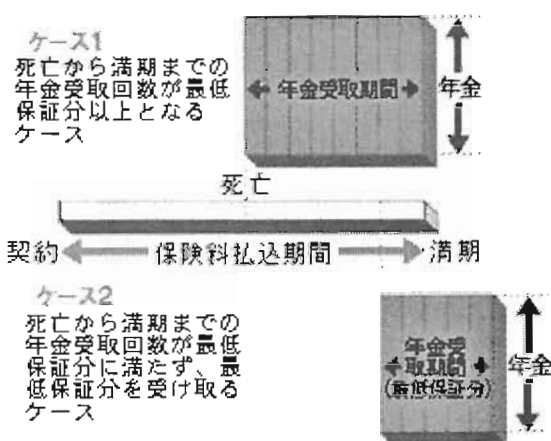 ケース1
死亡から満期までの
年金受取回数が最低
保証分以上となる
ケース
年金受取期間
年金
死亡
契約
保険料払込期間
満期
ケース2
死亡から満期までの
年金受取回数が最低
保証分に満たず、最
低保証分を受け取る
ケース
年金受
取期間
(最低保証分)
年金